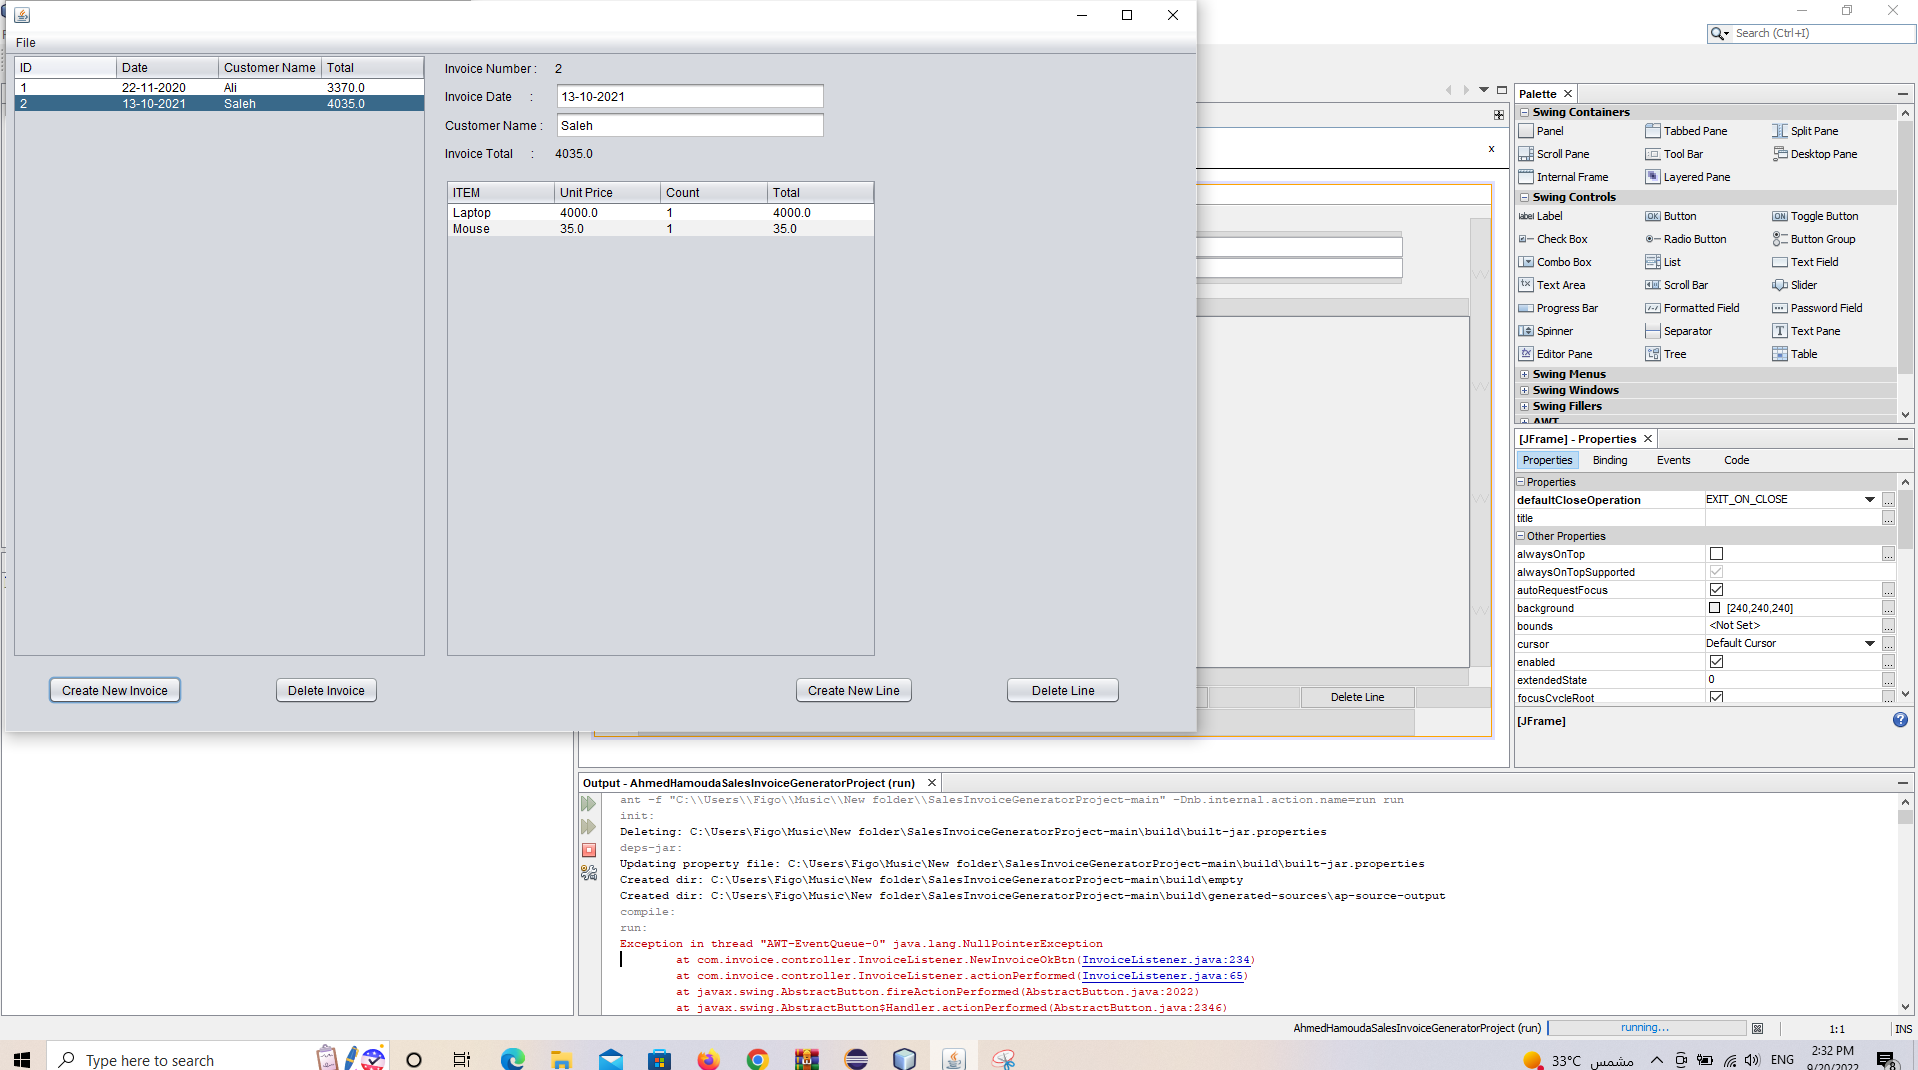 File
ID Date Customer Name Total
1 22-11-2020 Ali 3370.0
2 13-10-2021 Saleh 4035.0
Invoice Number : 2
Invoice Date : 13-10-2021
Customer Name : Saleh
Invoice Total : 4035.0
ITEM Unit Price Count Total
Laptop 4000.0 1 4000.0
Mouse 35.0 1 35.0
Create New Invoice Delete Invoice Create New Line Delete Line
Search (Ctrl+I)
x
Delete Line
Palette
Swing Containers
Panel Tabbed Pane Split Pane
Scroll Pane Tool Bar Desktop Pane
Internal Frame Layered Pane
Swing Controls
label Label OK Button ON Toggle Button
Check Box Radio Button Button Group
Combo Box List Text Field
Text Area Scroll Bar Slider
Progress Bar Formatted Field Password Field
Spinner Separator Text Pane
Editor Pane Tree Table
Swing Menus
Swing Windows
Swing Fillers
AWT
[JFrame] - Properties
Properties Binding Events Code
Properties
defaultCloseOperation EXIT_ON_CLOSE
title
Other Properties
alwaysOnTop
alwaysOnTopSupported
autoRequestFocus
background [240,240,240]
bounds <Not Set>
cursor Default Cursor
enabled
extendedState 0
focusCycleRoot
[JFrame]
Output - AhmedHamoudaSalesInvoiceGeneratorProject (run)
ant -f "C:\\Users\\Figo\\Music\\New folder\\SalesInvoiceGeneratorProject-main" -Dnb.internal.action.name=run run
init:
Deleting: C:\Users\Figo\Music\New folder\SalesInvoiceGeneratorProject-main\build\built-jar.properties
deps-jar:
Updating property file: C:\Users\Figo\Music\New folder\SalesInvoiceGeneratorProject-main\build\built-jar.properties
Created dir: C:\Users\Figo\Music\New folder\SalesInvoiceGeneratorProject-main\build\empty
Created dir: C:\Users\Figo\Music\New folder\SalesInvoiceGeneratorProject-main\build\generated-sources\ap-source-output
compile:
run:
Exception in thread "AWT-EventQueue-0" java.lang.NullPointerException
at com.invoice.controller.InvoiceListener.NewInvoiceOkBtn(InvoiceListener.java:234)
at com.invoice.controller.InvoiceListener.actionPerformed(InvoiceListener.java:65)
at javax.swing.AbstractButton.fireActionPerformed(AbstractButton.java:2022)
at javax.swing.AbstractButton$Handler.actionPerformed(AbstractButton.java:2346)
AhmedHamoudaSalesInvoiceGeneratorProject (run) running... 1:1 INS
Type here to search
33°C مشمس ENG 2:32 PM
9/20/2022
8